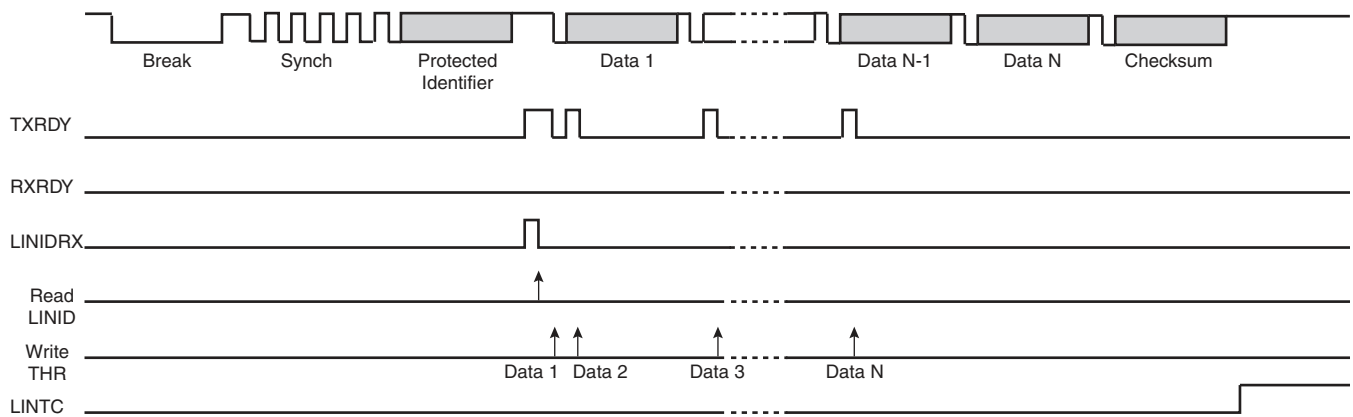 Break
Synch
Protected
Identifier
Data 1
Data N-1
Data N
Checksum
TXRDY
RXRDY
LINIDRX
Read
LINID
Write
THR
Data 1
Data 2
Data 3
Data N
LINTC